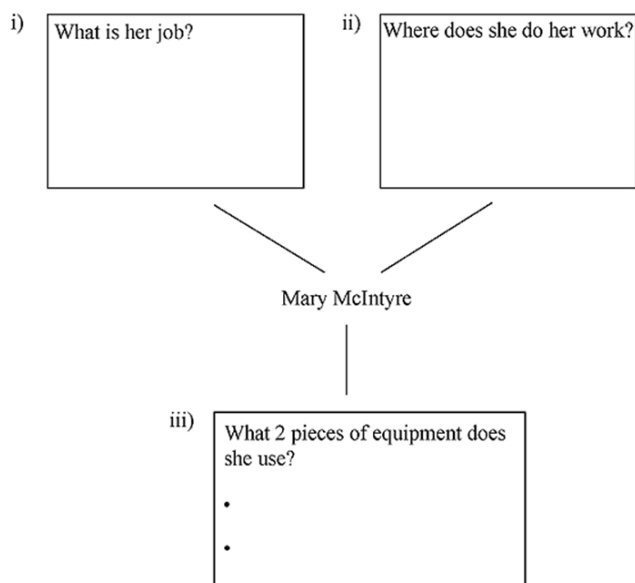 i)
What is her job?
ii)
Where does she do her work?
Mary McIntyre
iii)
What 2 pieces of equipment does
she use?
•
•